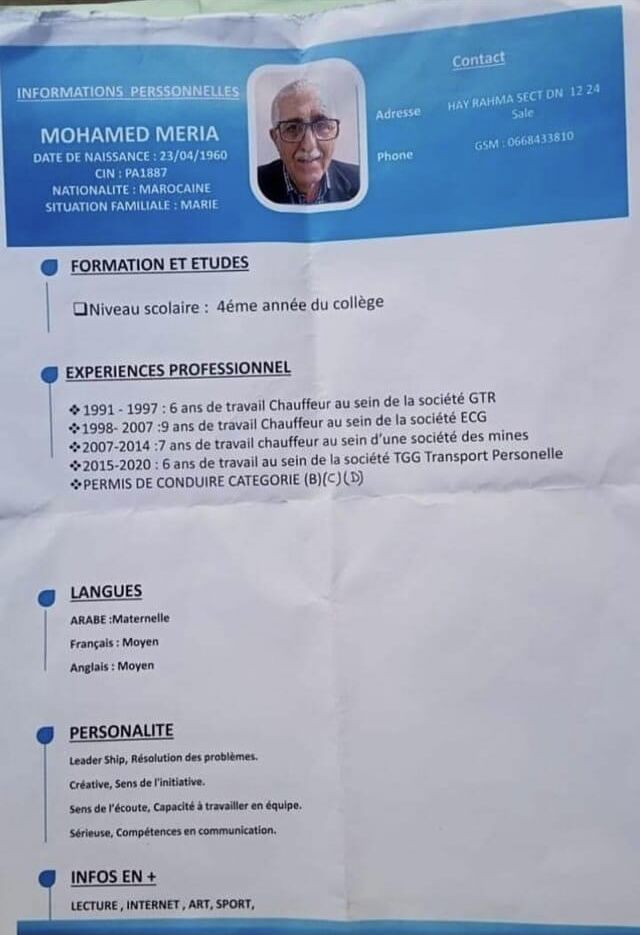 INFORMATIONS PERSSONNELLES
MOHAMED MERIA
DATE DE NAISSANCE : 23/04/1960
CIN : PA1887
NATIONALITE : MAROCAINE
SITUATION FAMILIALE : MARIE
Contact
Adresse HAY RAHMA SECT DN 12 24
Sale
Phone GSM : 0668433810
FORMATION ET ETUDES
❑Niveau scolaire : 4éme année du collège
EXPERIENCES PROFESSIONNEL
❖1991 - 1997 : 6 ans de travail Chauffeur au sein de la société GTR
❖1998- 2007 :9 ans de travail Chauffeur au sein de la société ECG
❖2007-2014 :7 ans de travail chauffeur au sein d'une société des mines
❖2015-2020 : 6 ans de travail au sein de la société TGG Transport Personelle
❖PERMIS DE CONDUIRE CATEGORIE (B)(C)(D)
LANGUES
ARABE :Maternelle
Français : Moyen
Anglais : Moyen
PERSONALITE
Leader Ship, Résolution des problèmes.
Créative, Sens de l'initiative.
Sens de l'écoute, Capacité à travailler en équipe.
Sérieuse, Compétences en communication.
INFOS EN +
LECTURE , INTERNET , ART, SPORT,